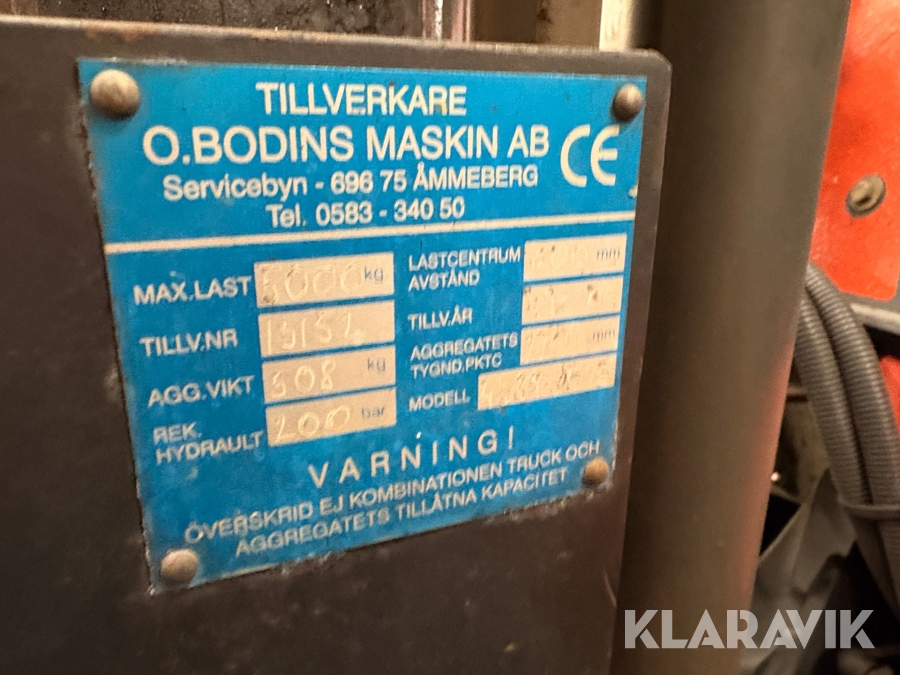 TILLVERKARE
O.BODINS MASKIN AB CE
Servicebyn - 696 75 ÅMMEBERG
Tel. 0583 - 340 50
MAX.LAST 5000 kg
TILLV.NR
AGG.VIKT 508 kg
REK. HYDRAULT 200 bar
LASTCENTRUM AVSTÅND mm
TILLV.ÅR
AGGREGATETS TYGND.PKTC mm
MODELL
VARNING!
ÖVERSKRID EJ KOMBINATIONEN TRUCK OCH
AGGREGATETS TILLÅTNA KAPACITET
KLARAVIK